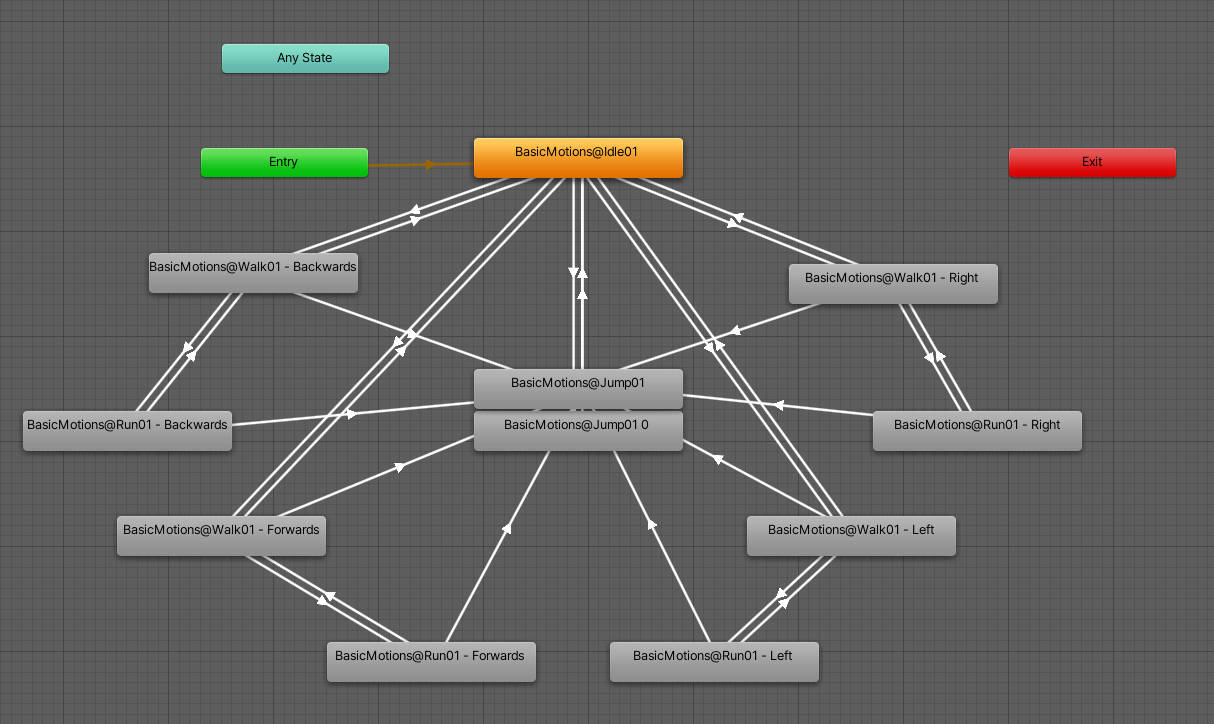 Any State
BasicMotions@Idle01
Entry
Exit
BasicMotions@Walk01 - Backwards
BasicMotions@Walk01 - Right
BasicMotions@Jump01
BasicMotions@Run01 - Backwards
BasicMotions@Jump01 0
BasicMotions@Run01 - Right
BasicMotions@Walk01 - Forwards
BasicMotions@Walk01 - Left
BasicMotions@Run01 - Forwards
BasicMotions@Run01 - Left